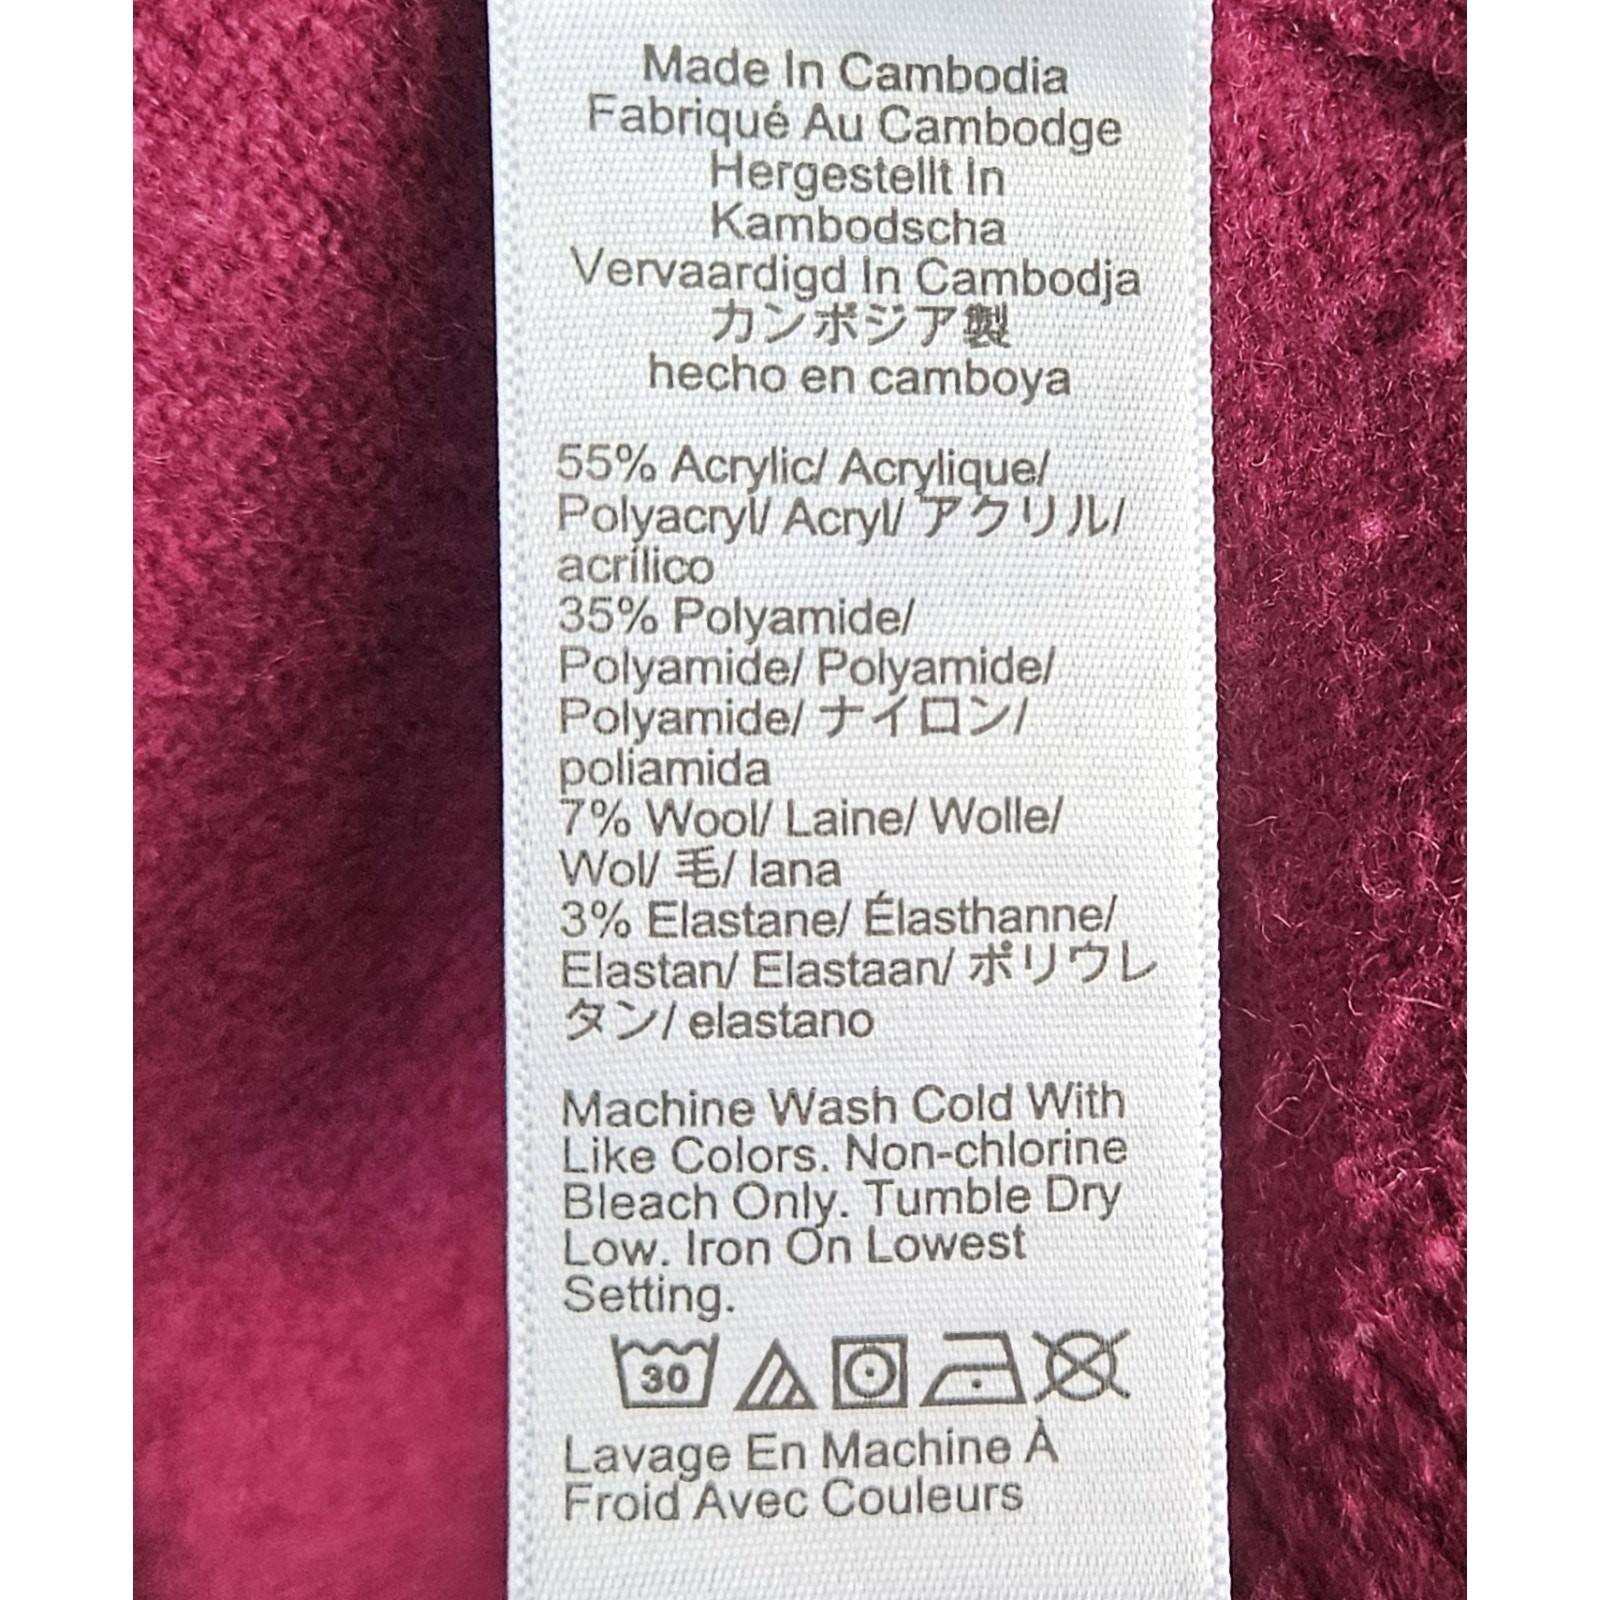 Made In Cambodia
Fabriqué Au Cambodge
Hergestellt In
Kambodscha
Vervaardigd In Cambodja
カンボジア製
hecho en camboya
55% Acrylic/ Acrylique/
Polyacryl/ Acryl/ アクリル/
acrílico
35% Polyamide/
Polyamide/ Polyamide/
Polyamide/ ナイロン/
poliamida
7% Wool/ Laine/ Wolle/
Wol/ 毛/ lana
3% Elastane/ Élasthanne/
Elastan/ Elastaan/ ポリウレ
タン/ elastano
Machine Wash Cold With
Like Colors. Non-chlorine
Bleach Only. Tumble Dry
Low. Iron On Lowest
Setting.
30
Lavage En Machine À
Froid Avec Couleurs